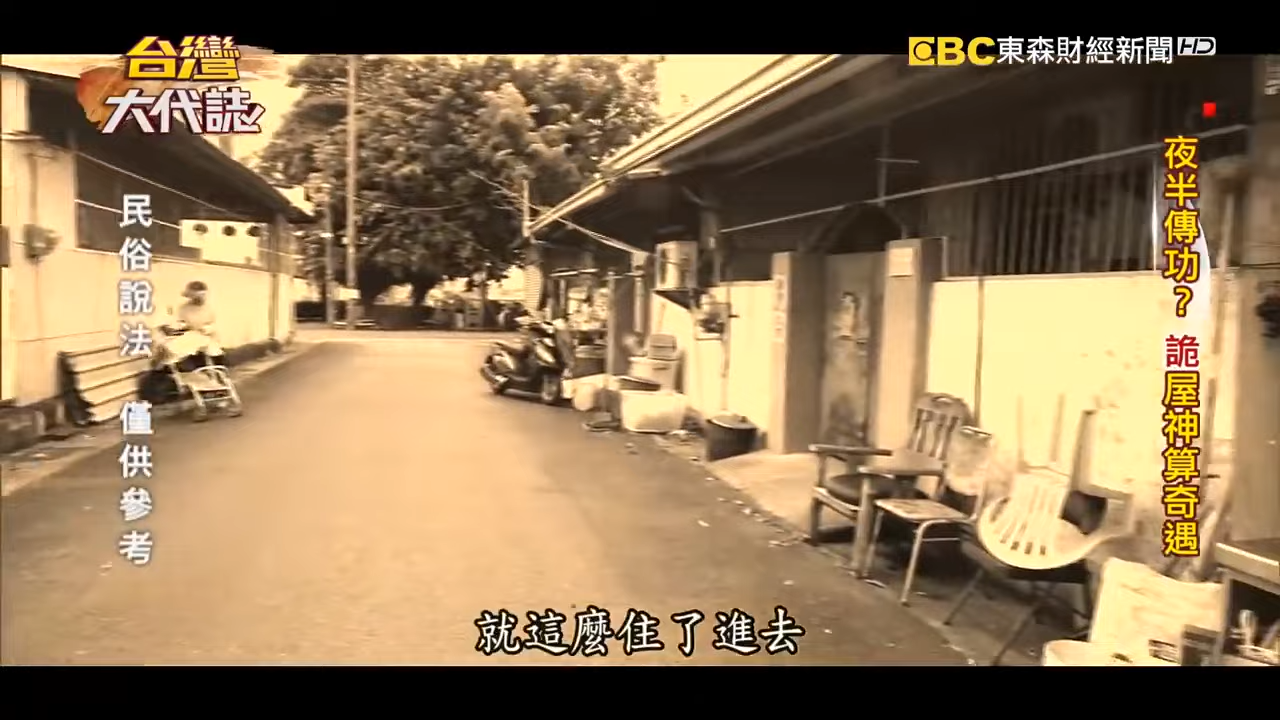 台灣
大代誌
EBC東森財經新聞HD
民俗說法 僅供參考
夜半傳功? 詭屋神算奇遇
就這麼住了進去